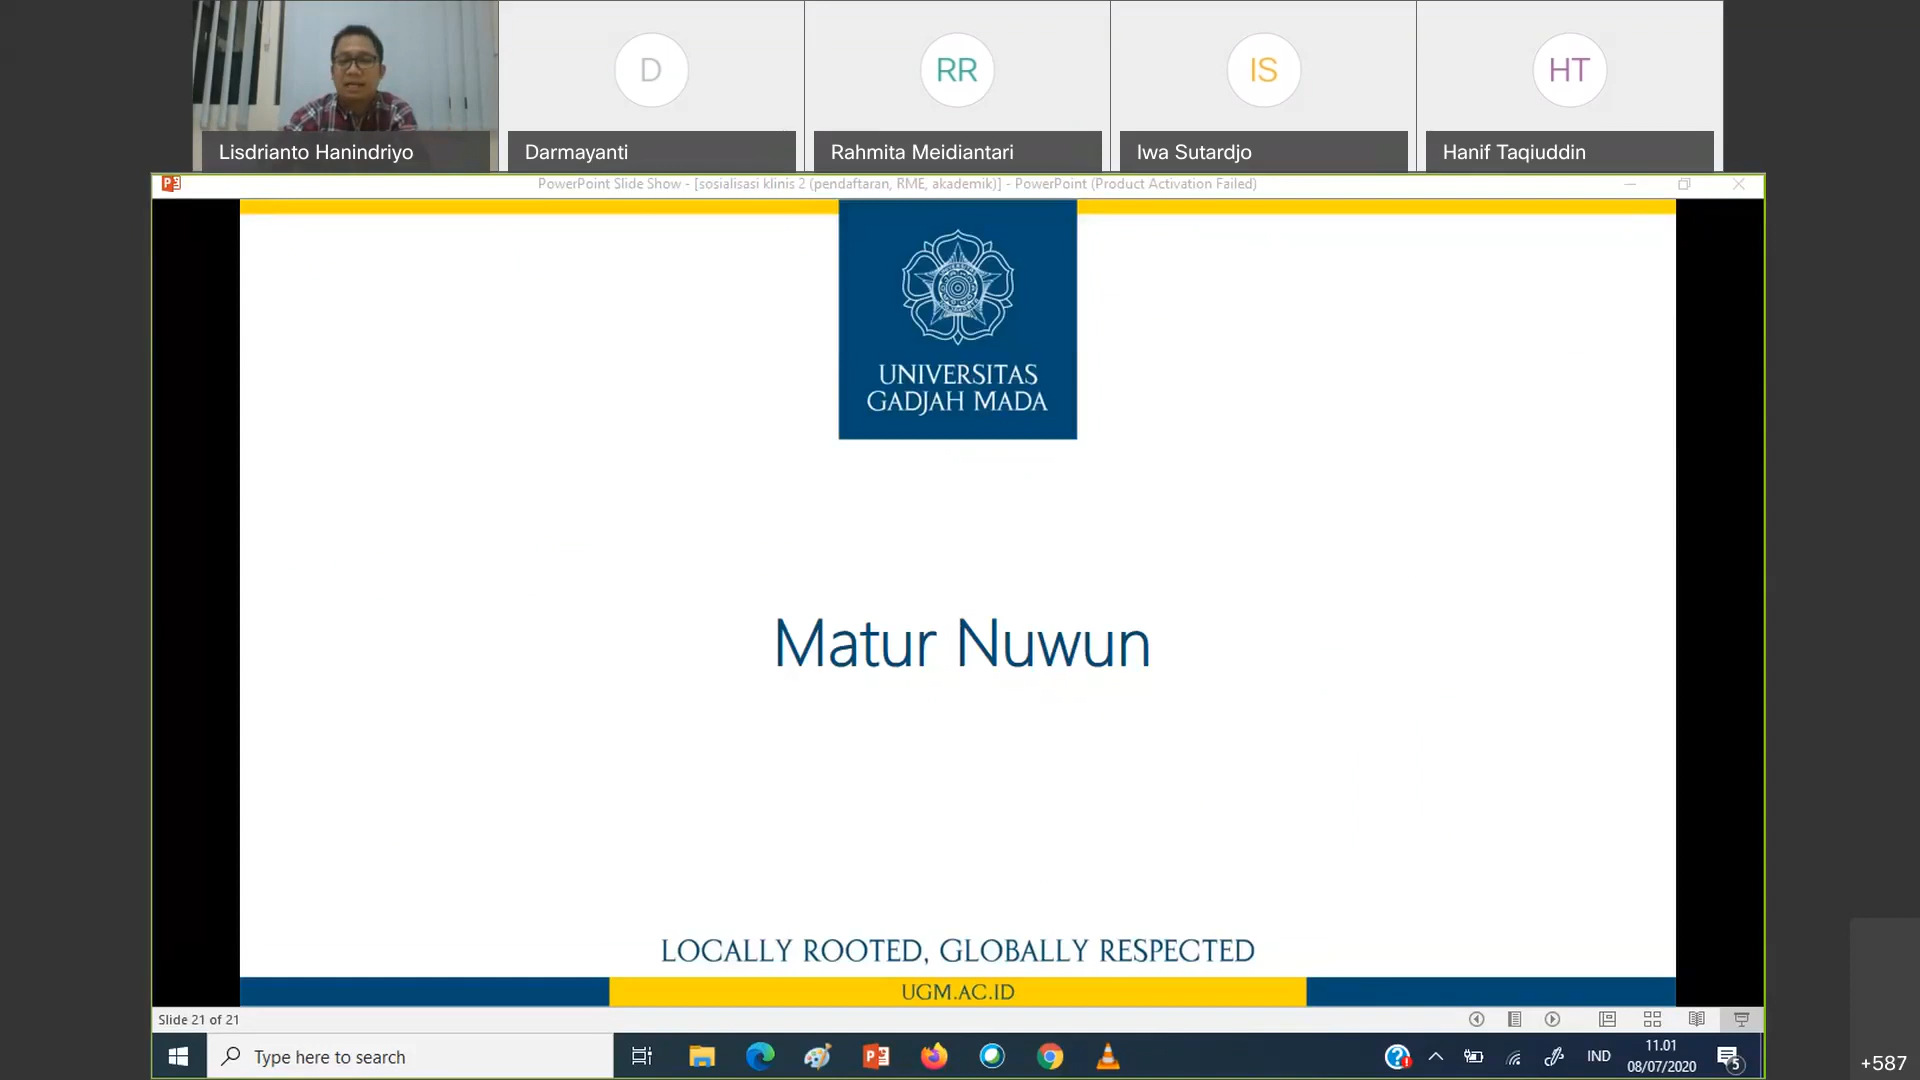 D
RR
IS
HT
Lisdrianto Hanindriyo
Darmayanti
Rahmita Meidiantari
Iwa Sutardjo
Hanif Taqiuddin
PowerPoint Slide Show - [sosialisasi klinis 2 (pendaftaran, RME, akademik)] - PowerPoint (Product Activation Failed)
UNIVERSITAS
GADJAH MADA
Matur Nuwun
LOCALLY ROOTED, GLOBALLY RESPECTED
UGM.AC.ID
Slide 21 of 21
Type here to search
IND
11.01
08/07/2020
5
+587